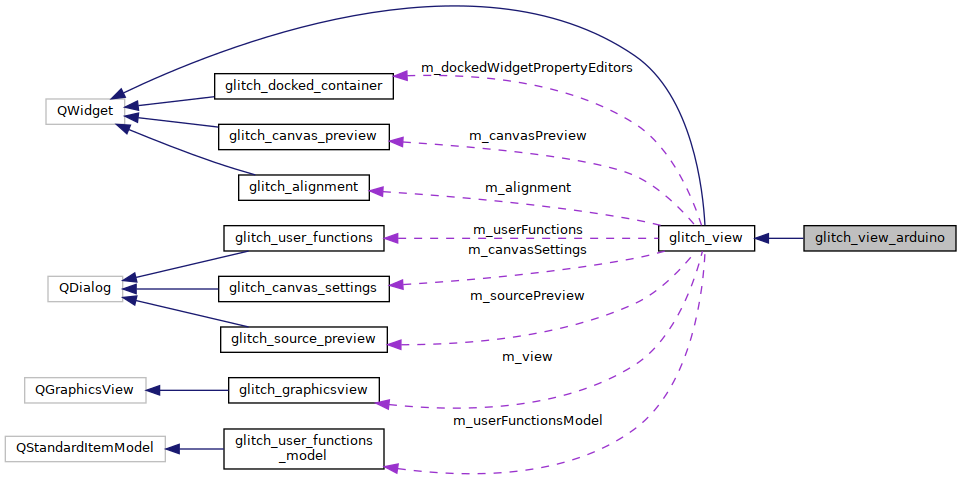 m_dockedWidgetPropertyEditors
glitch_docked_container
QWidget
glitch_canvas_preview
m_canvasPreview
glitch_alignment
m_alignment
glitch_user_functions
m_userFunctions
glitch_view
glitch_view_arduino
m_canvasSettings
QDialog
glitch_canvas_settings
m_sourcePreview
glitch_source_preview
m_view
QGraphicsView
glitch_graphicsview
m_userFunctionsModel
QStandardItemModel
glitch_user_functions
_model